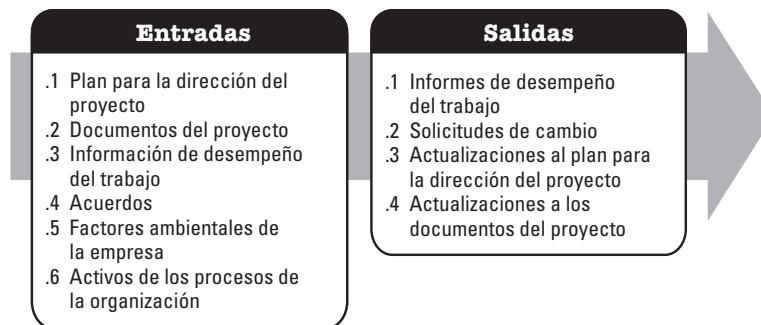 Entradas
.1 Plan para la dirección del
proyecto
.2 Documentos del proyecto
.3 Información de desempeño
del trabajo
.4 Acuerdos
.5 Factores ambientales de
la empresa
.6 Activos de los procesos de
la organización
Salidas
.1 Informes de desempeño
del trabajo
.2 Solicitudes de cambio
.3 Actualizaciones al plan para
la dirección del proyecto
.4 Actualizaciones a los
documentos del proyecto